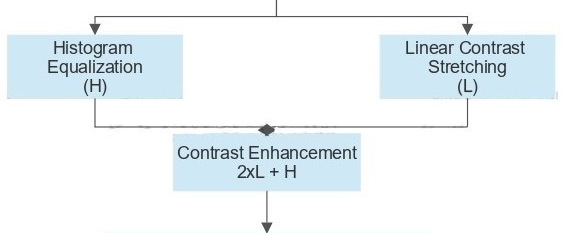 Histogram
Equalization
(H)
Linear Contrast
Stretching
(L)
Contrast Enhancement
2xL + H